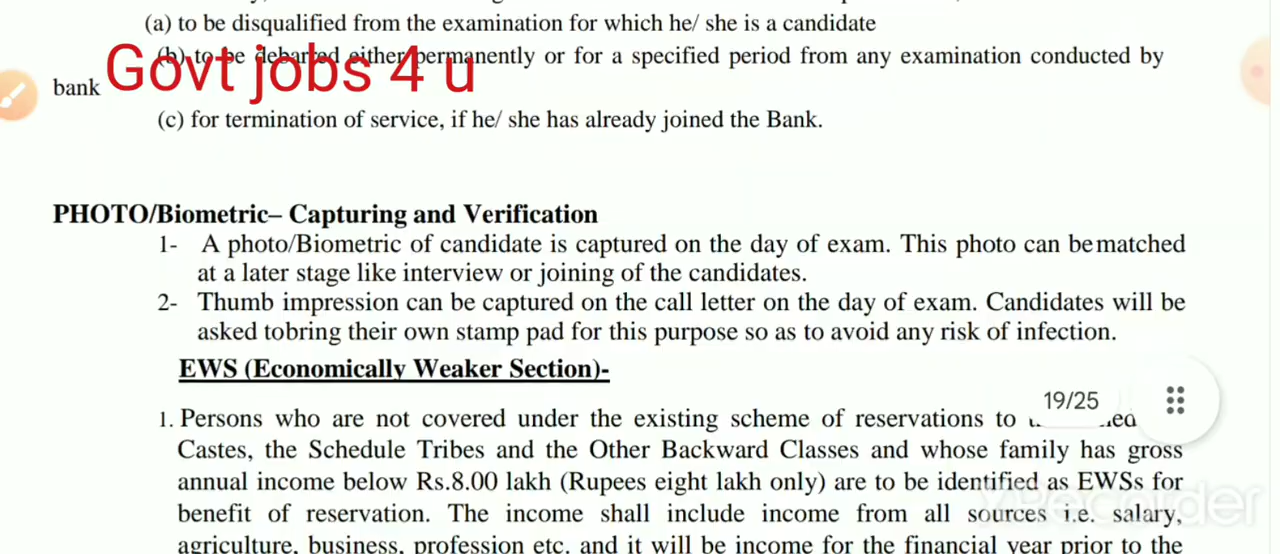 (a) to be disqualified from the examination for which he/ she is a candidate
(b) to be debarred either permanently or for a specified period from any examination conducted by
bank
Govt jobs 4 u
(c) for termination of service, if he/ she has already joined the Bank.
PHOTO/Biometric– Capturing and Verification
1- A photo/Biometric of candidate is captured on the day of exam. This photo can bematched
at a later stage like interview or joining of the candidates.
2- Thumb impression can be captured on the call letter on the day of exam. Candidates will be
asked tobring their own stamp pad for this purpose so as to avoid any risk of infection.
EWS (Economically Weaker Section)-
19/25
1. Persons who are not covered under the existing scheme of reservations to
Castes, the Schedule Tribes and the Other Backward Classes and whose family has gross
annual income below Rs.8.00 lakh (Rupees eight lakh only) are to be identified as EWSs for
benefit of reservation. The income shall include income from all sources i.e. salary,
agriculture, business, profession etc. and it will be income for the financial year prior to the